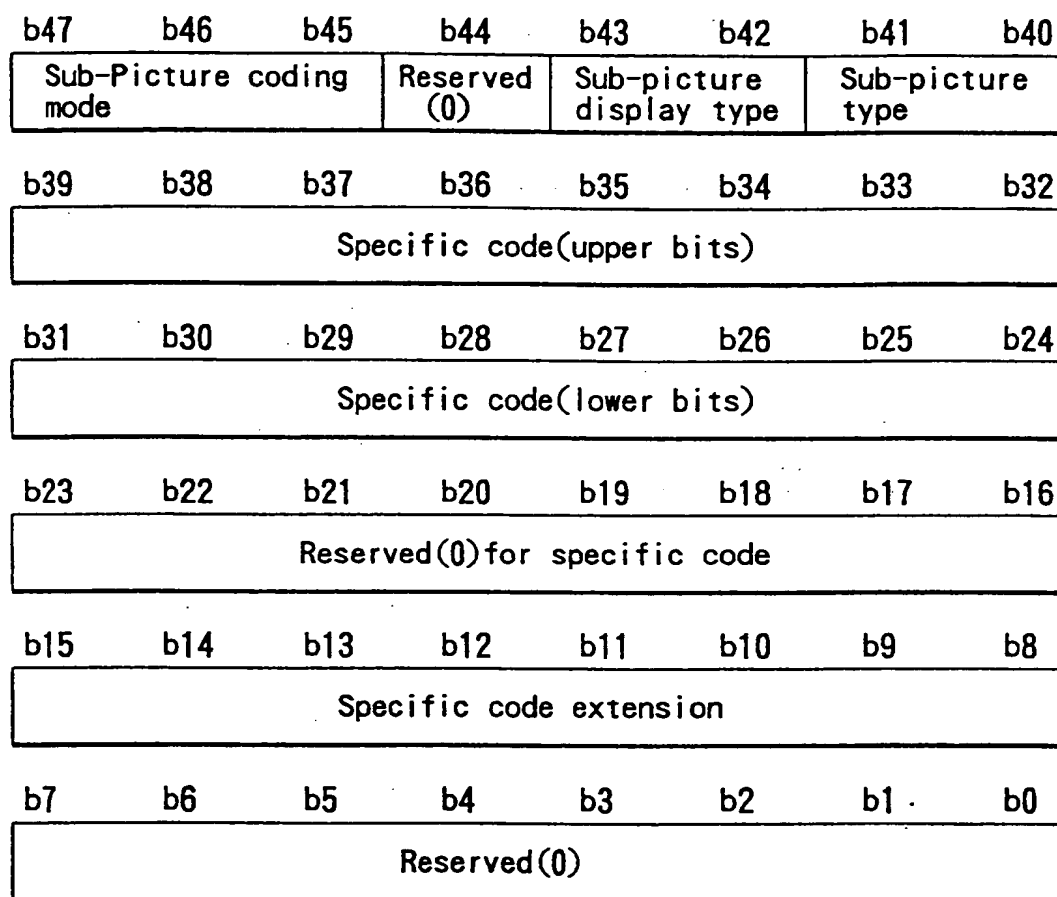 b47 b46 b45 b44 b43 b42 b41 b40
Sub-Picture coding mode Reserved (0) Sub-picture display type Sub-picture type
b39 b38 b37 b36 b35 b34 b33 b32
Specific code(upper bits)
b31 b30 b29 b28 b27 b26 b25 b24
Specific code(lower bits)
b23 b22 b21 b20 b19 b18 b17 b16
Reserved(0)for specific code
b15 b14 b13 b12 b11 b10 b9 b8
Specific code extension
b7 b6 b5 b4 b3 b2 b1 b0
Reserved(0)